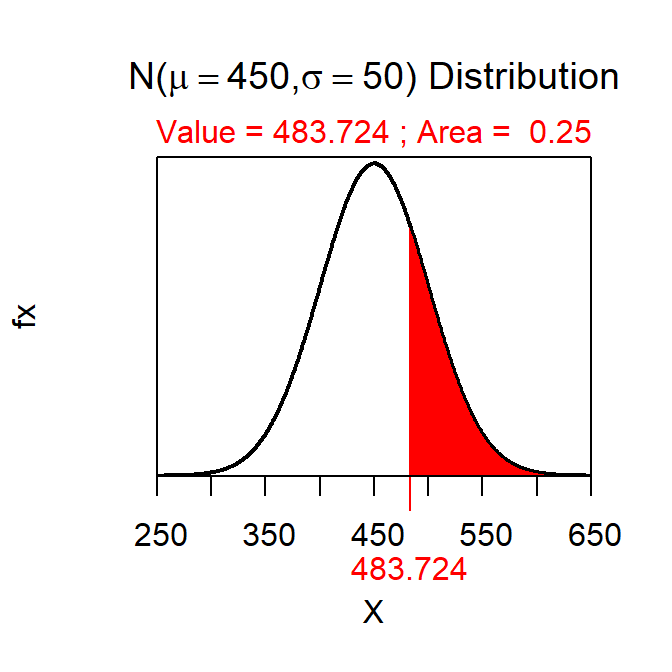 N(μ = 450,σ = 50) Distribution
Value = 483.724 ; Area =  0.25
fx
250 350 450 550 650
483.724
X